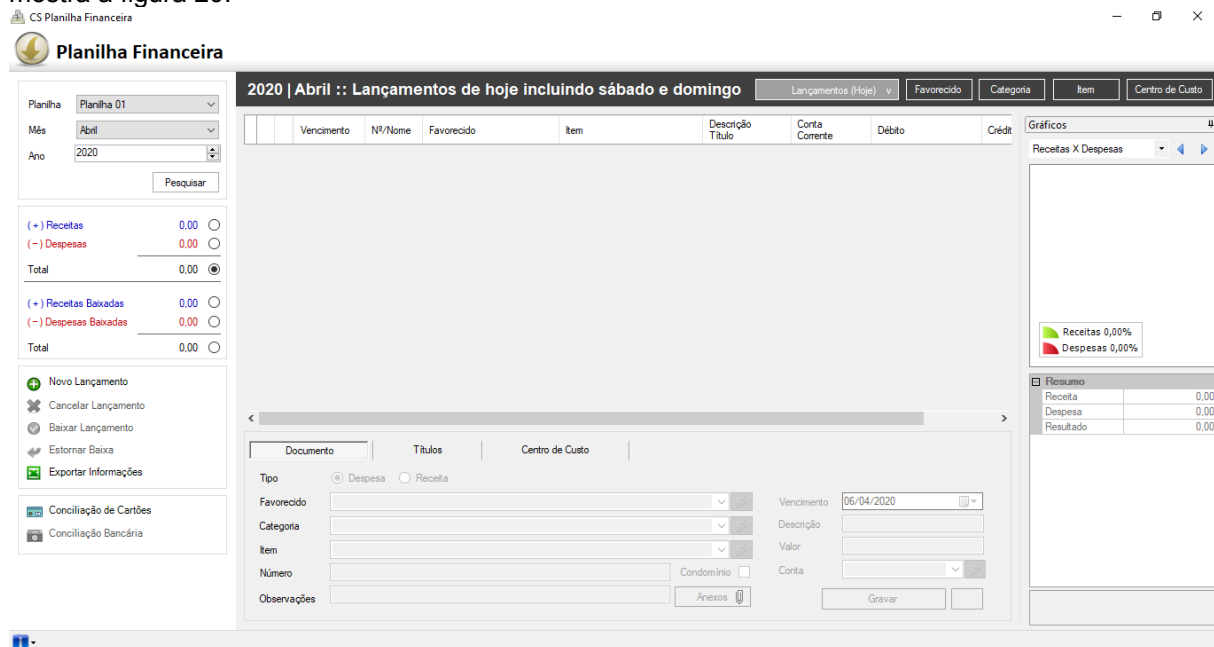 mostra a figura 20.
CS Planilha Financeira
Planilha Financeira
Planilha Planilha 01
Mês Abril
Ano 2020
Pesquisar
(+) Receitas 0,00
(-) Despesas 0,00
Total 0,00
(+) Receitas Baixadas 0,00
(-) Despesas Baixadas 0,00
Total 0,00
Novo Lançamento
Cancelar Lançamento
Baixar Lançamento
Estornar Baixa
Exportar Informações
Conciliação de Cartões
Conciliação Bancária
2020 | Abril :: Lançamentos de hoje incluindo sábado e domingo
Lançamentos (Hoje) v
Favorecido
Categoria
Item
Centro de Custo
Vencimento Nº/Nome Favorecido Item Descrição Título Conta Corrente Débito Crédit
Documento Títulos Centro de Custo
Tipo Despesa Receita
Favorecido
Categoria
Item
Número Condomínio
Observações Anexos
Vencimento 06/04/2020
Descrição
Valor
Conta
Gravar
Gráficos
Receitas X Despesas
Receitas 0,00%
Despesas 0,00%
Resumo
Receita 0,00
Despesa 0,00
Resultado 0,00